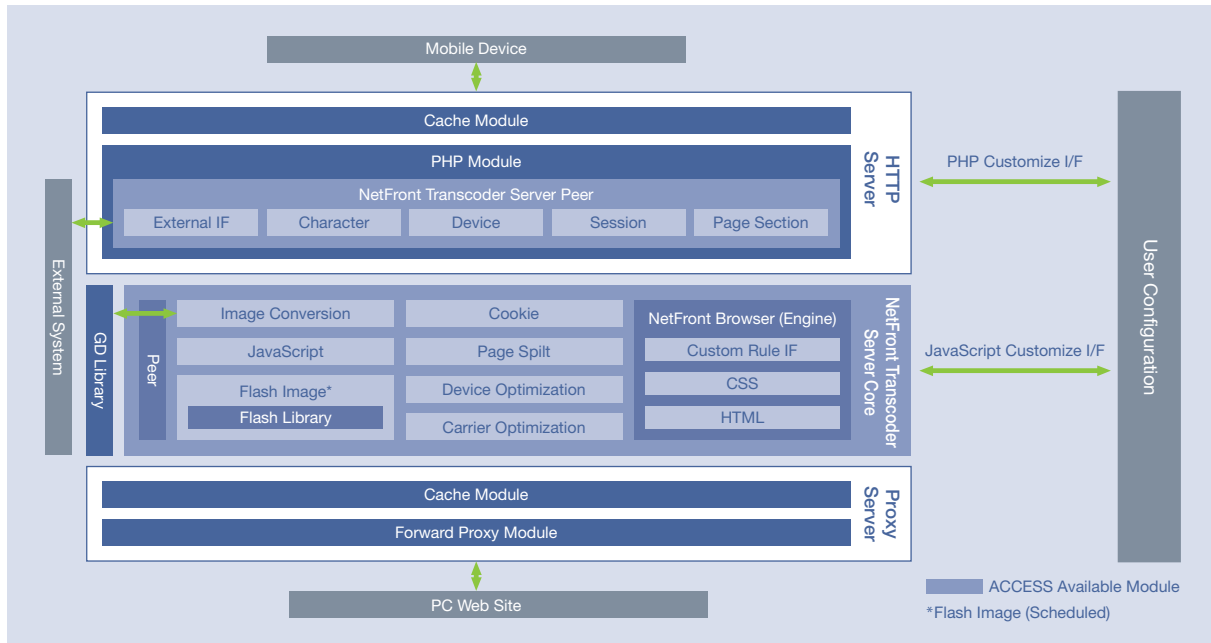 Mobile Device
Cache Module
PHP Module
NetFront Transcoder Server Peer
External IF
Character
Device
Session
Page Section
HTTP
Server
PHP Customize I/F
External System
GD Library
Peer
Image Conversion
JavaScript
Flash Image*
Flash Library
Cookie
Page Spilt
Device Optimization
Carrier Optimization
NetFront Browser (Engine)
Custom Rule IF
CSS
HTML
NetFront Transcoder
Server Core
JavaScript Customize I/F
User Configuration
Cache Module
Forward Proxy Module
Proxy
Server
PC Web Site
ACCESS Available Module
*Flash Image (Scheduled)